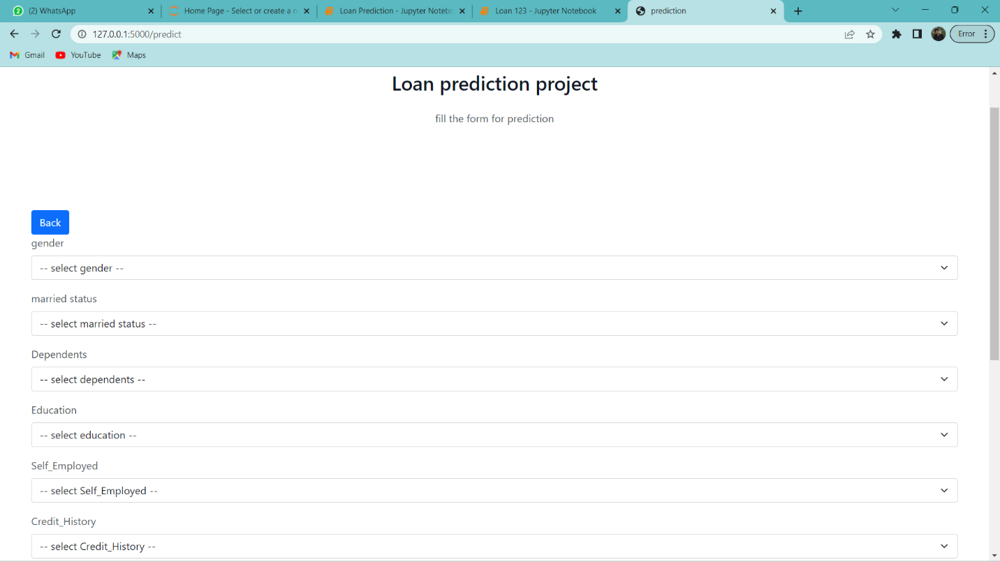 (2) WhatsApp
Home Page - Select or create a n
Loan Prediction - Jupyter Notebo
Loan 123 - Jupyter Notebook
prediction
127.0.0.1:5000/predict
Error
Gmail
YouTube
Maps
Loan prediction project
fill the form for prediction
Back
gender
-- select gender --
married status
-- select married status --
Dependents
-- select dependents --
Education
-- select education --
Self_Employed
-- select Self_Employed --
Credit_History
-- select Credit_History --